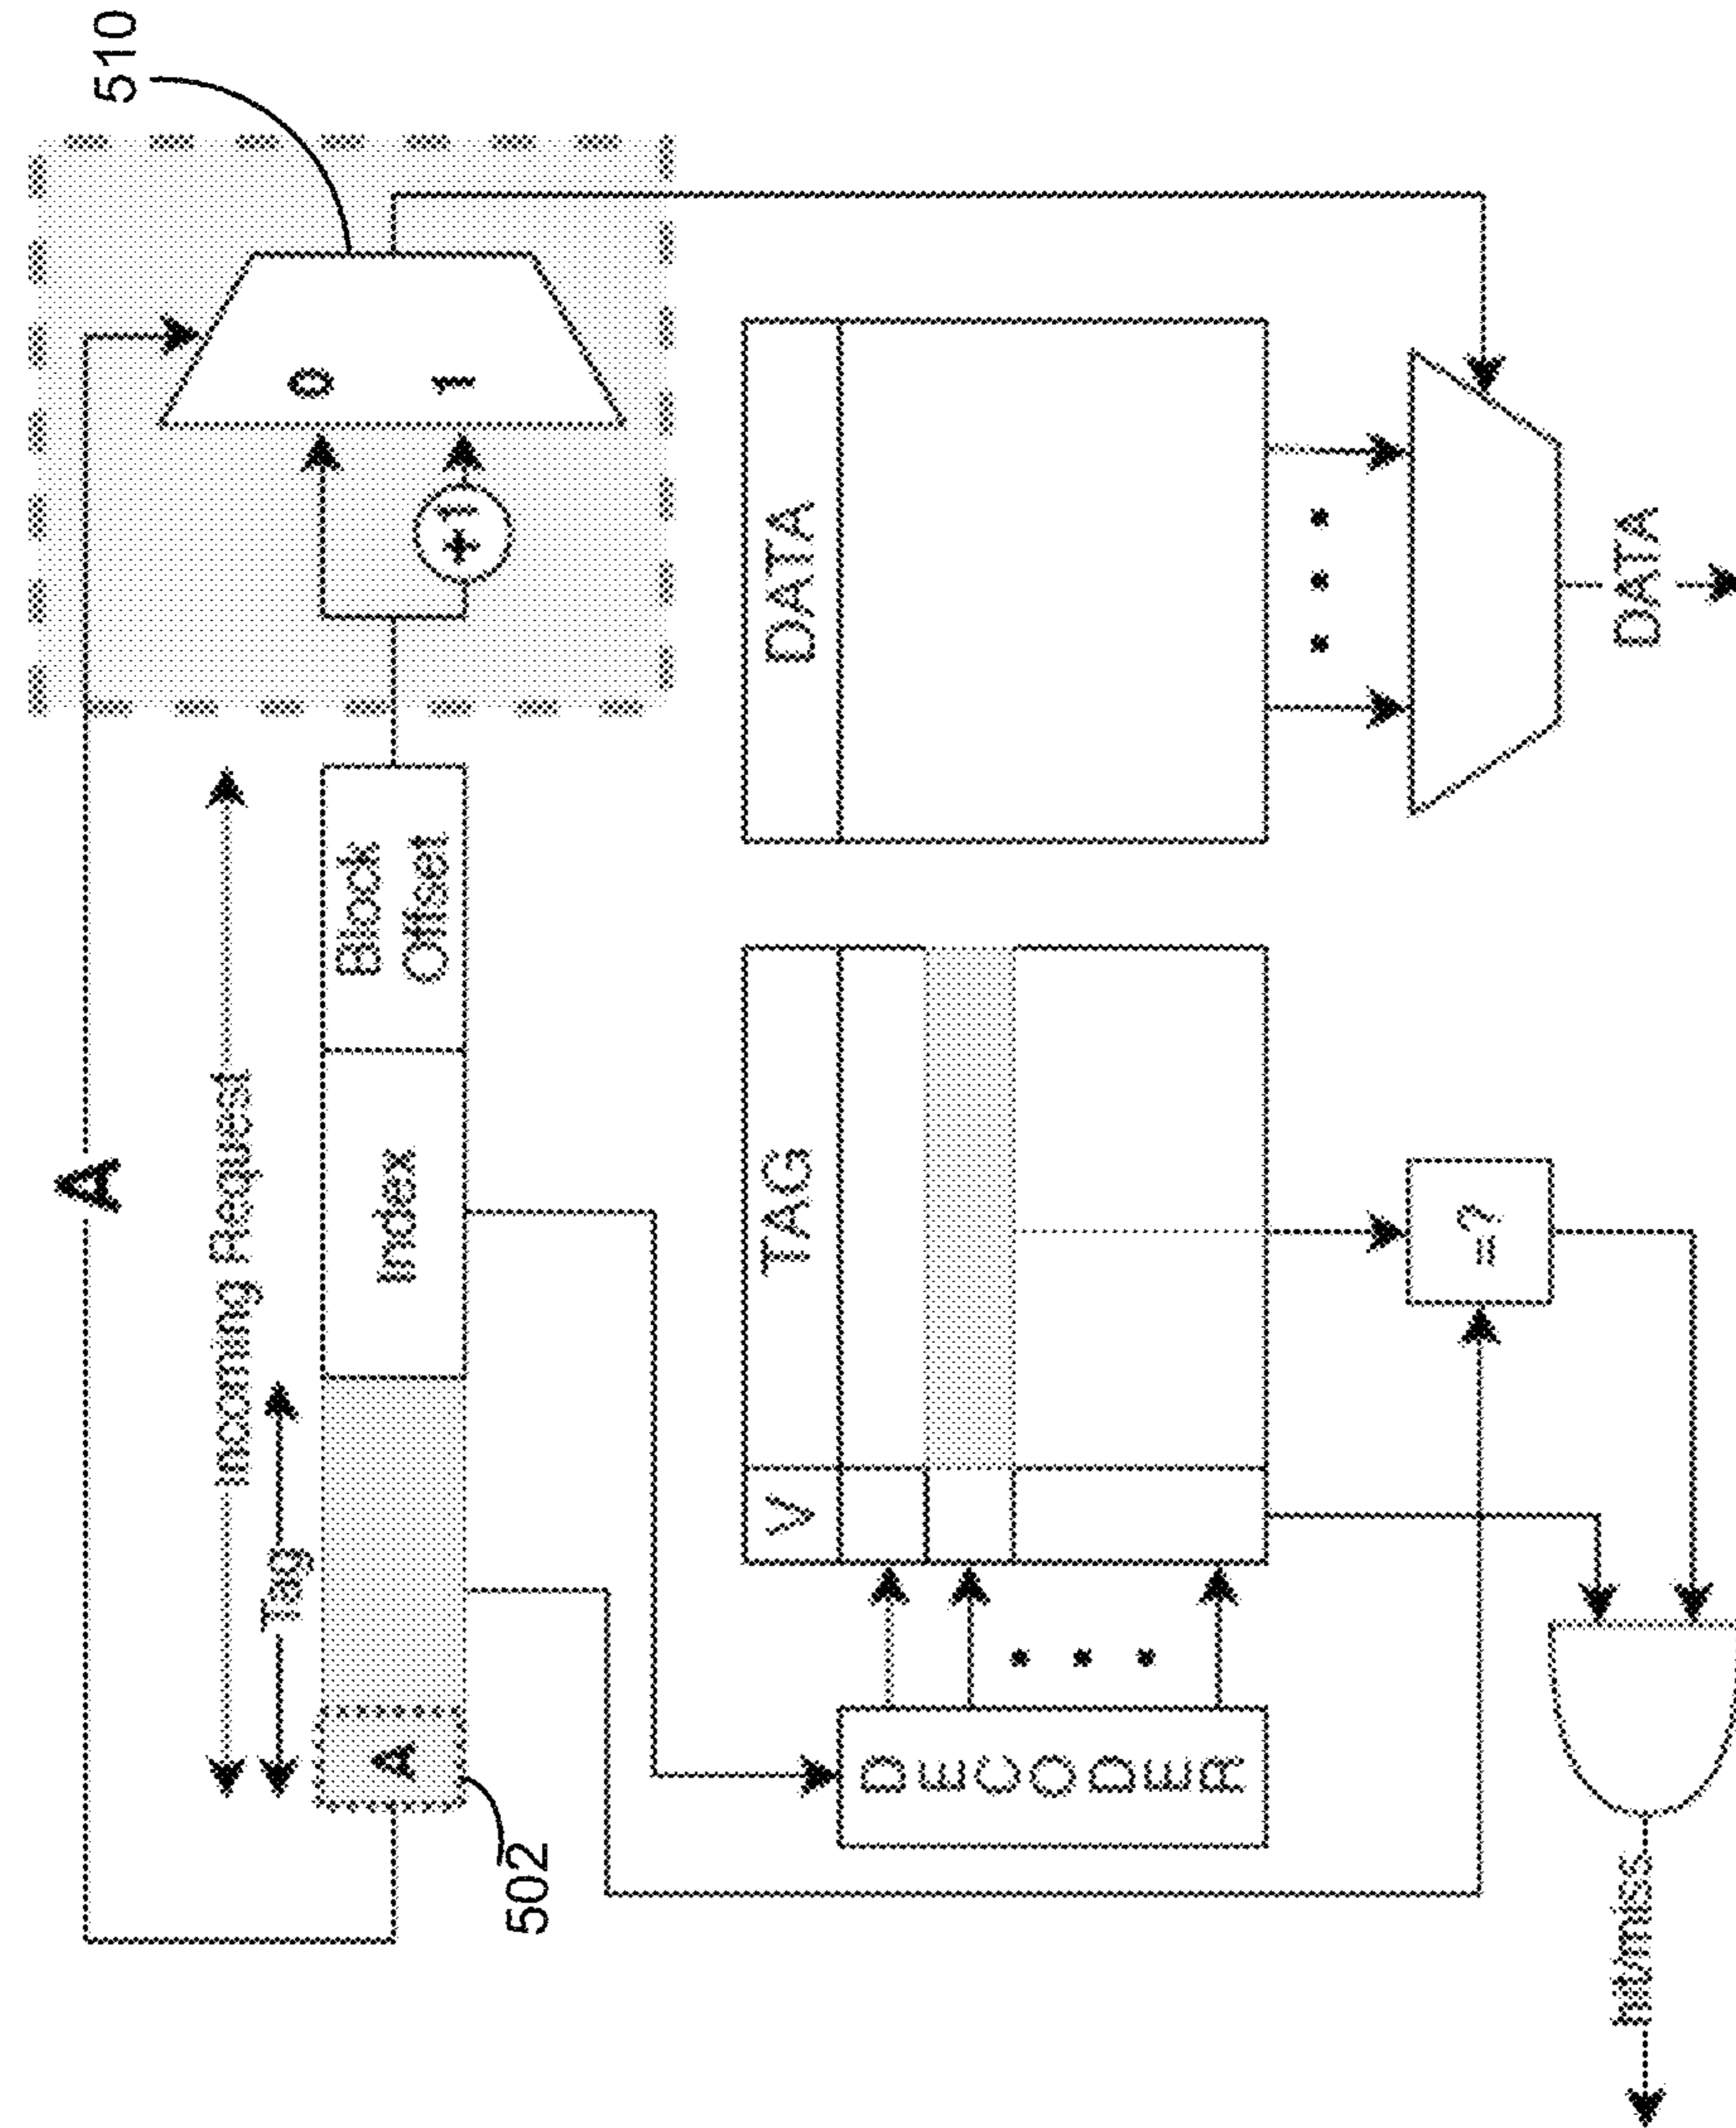 510
A
Incoming Request
Tag
A
Index
Block
Offset
0
1
+1
502
DECODER
V
TAG
DATA
=?
DATA
hit/miss